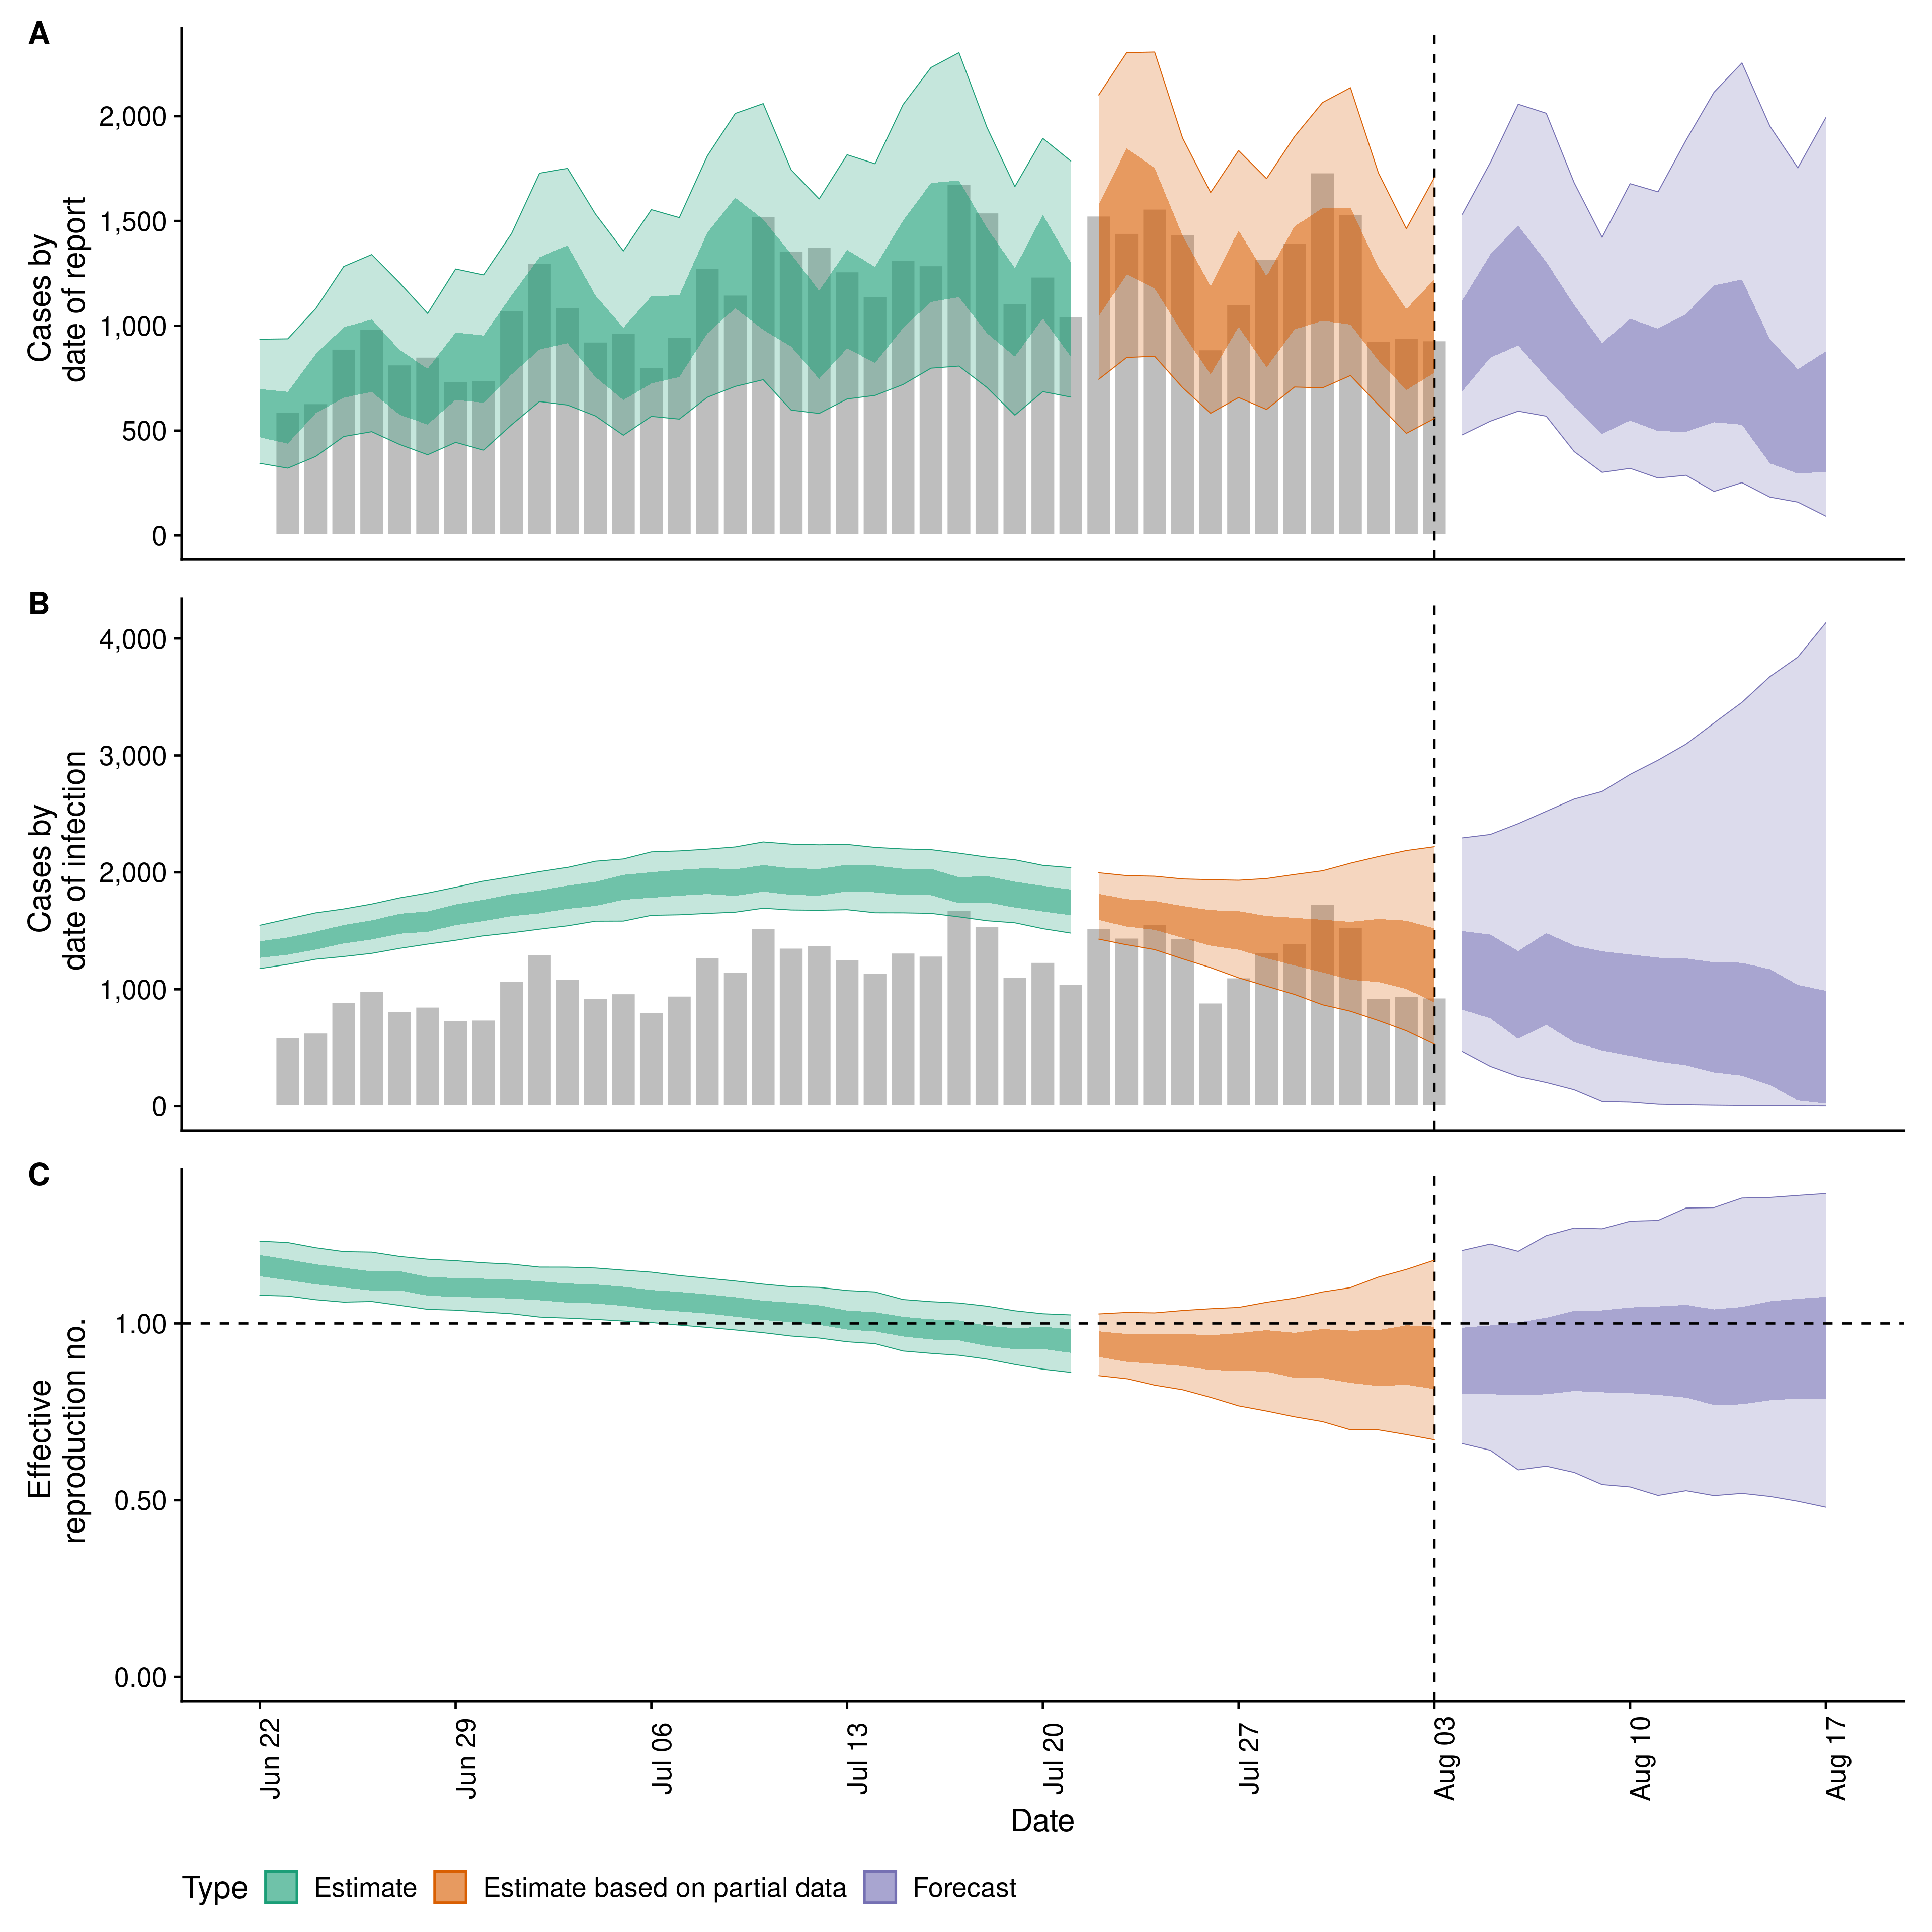 A
Cases by
date of report
2,000
1,500
1,000
500
0
B
Cases by
date of infection
4,000
3,000
2,000
1,000
0
C
Effective
reproduction no.
1.00
0.50
0.00
Jun 22
Jun 29
Jul 06
Jul 13
Jul 20
Jul 27
Aug 03
Aug 10
Aug 17
Date
Type Estimate Estimate based on partial data Forecast